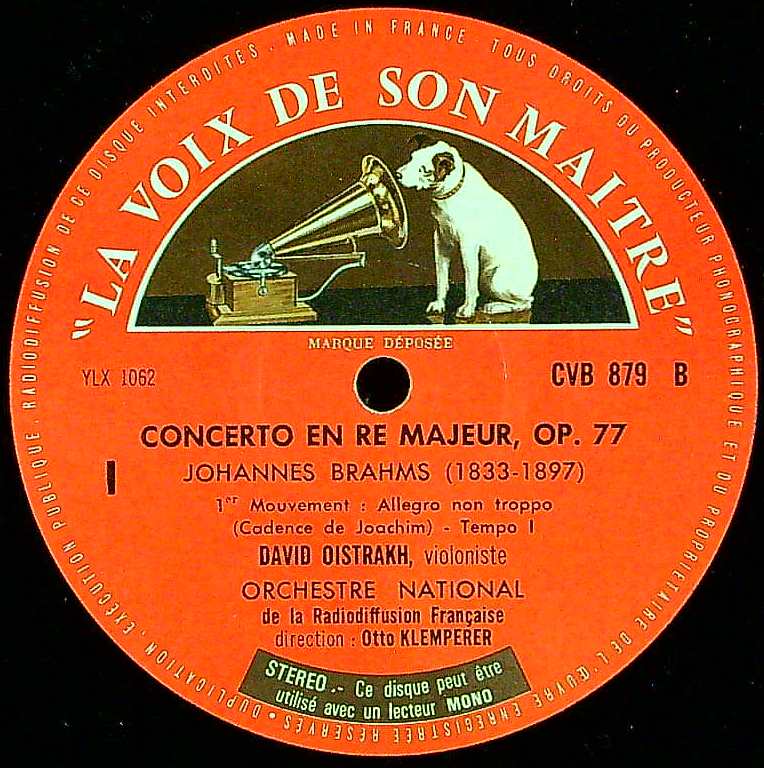 MADE IN FRANCE . TOUS DROITS DU PRODUCTEUR PHONOGRAPHIQUE ET DU PROPRIETAIRE DE L'ŒUVRE ENREGISTREE RESERVES • DUPLICATION . EXÉCUTION PUBLIQUE . RADIODIFFUSION DE CE DISQUE INTERDITES .
"LA VOIX DE SON MAITRE"
MARQUE DÉPOSÉE
YLX 1062
CVB 879 B
CONCERTO EN RE MAJEUR, OP. 77
I
JOHANNES BRAHMS (1833-1897)
1er Mouvement : Allegro non troppo
(Cadence de Joachim) - Tempo I
DAVID OISTRAKH, violoniste
ORCHESTRE NATIONAL
de la Radiodiffusion Française
direction : Otto KLEMPERER
STEREO.- Ce disque peut être
utilisé avec un lecteur MONO